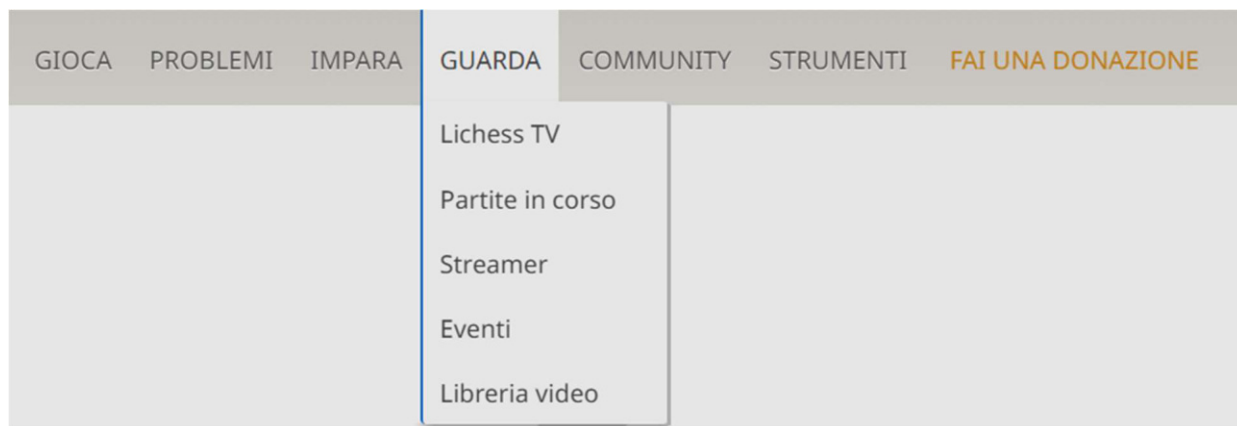 GIOCA PROBLEMI IMPARA GUARDA COMMUNITY STRUMENTI FAI UNA DONAZIONE
Lichess TV
Partite in corso
Streamer
Eventi
Libreria video